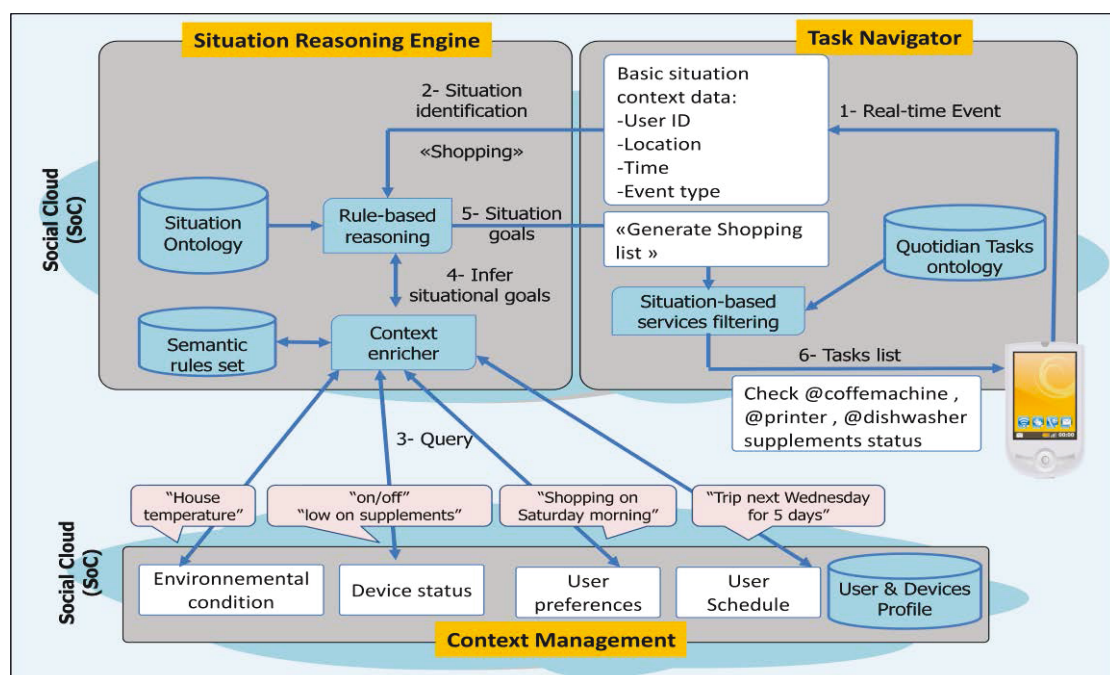 Situation Reasoning Engine
Task Navigator
2- Situation
identification
«Shopping»
Basic situation
context data:
-User ID
-Location
-Time
-Event type
1- Real-time Event
Social Cloud
(SoC)
Situation
Ontology
Rule-based
reasoning
5- Situation
goals
«Generate Shopping
list »
Quotidian Tasks
ontology
4- Infer
situational goals
Situation-based
services filtering
Semantic
rules set
Context
enricher
6- Tasks list
Check @coffemachine ,
@printer , @dishwasher
supplements status
00:00
3- Query
“House
temperature”
“on/off”
“low on supplements”
“Shopping on
Saturday morning”
“Trip next Wednesday
for 5 days”
Social Cloud
(SoC)
Environnemental
condition
Device status
User
preferences
User
Schedule
User & Devices
Profile
Context Management